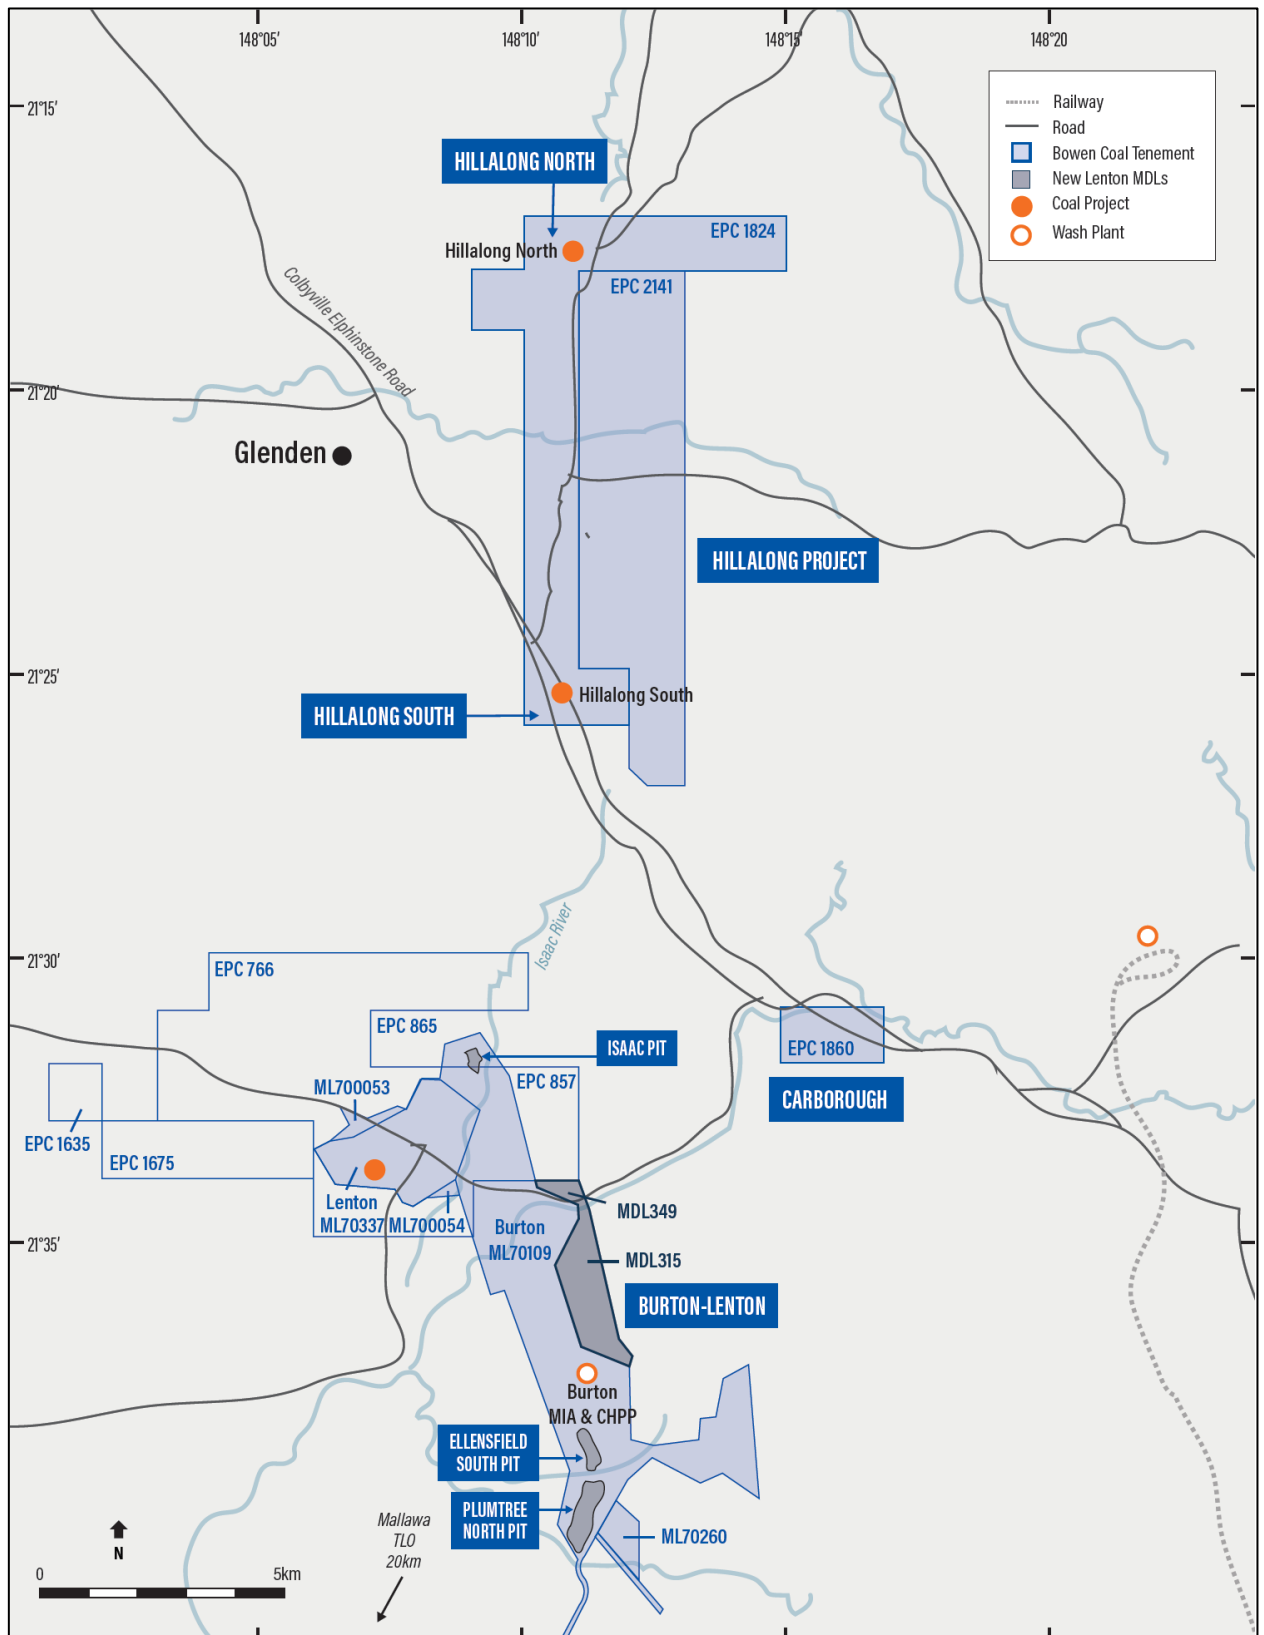 148°05′
148°10′
148°15′
148°20
21°15′
21°20′
21°25′
21°30′
21°35′
Railway
Road
Bowen Coal Tenement
New Lenton MDLs
Coal Project
Wash Plant
HILLALONG NORTH
EPC 1824
Hillalong North
EPC 2141
Colbyville Elphinstone Road
Glenden
HILLALONG PROJECT
Hillalong South
HILLALONG SOUTH
Isaac River
EPC 766
EPC 865
ISAAC PIT
EPC 1860
CARBOROUGH
EPC 857
ML700053
EPC 1635
EPC 1675
Lenton
ML70337
ML700054
Burton
ML70109
MDL349
MDL315
BURTON-LENTON
Burton
MIA & CHPP
ELLENSFIELD
SOUTH PIT
PLUMTREE
NORTH PIT
ML70260
Mallawa
TLO
20km
N
0
5km